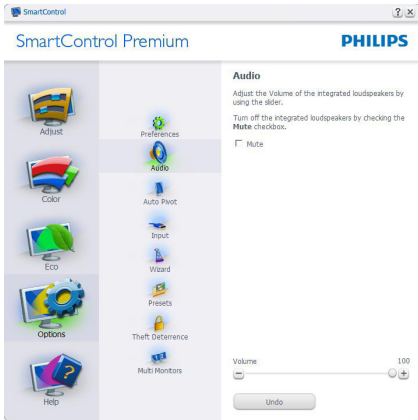 SmartControl
SmartControl Premium
PHILIPS
Adjust
Color
Eco
Options
Help
Preferences
Audio
Auto Pivot
Input
Wizard
Presets
Theft Deterrence
Multi Monitors
Audio
Adjust the Volume of the integrated loudspeakers by
using the slider.
Turn off the integrated loudspeakers by checking the
Mute checkbox.
Mute
Volume 100
Undo